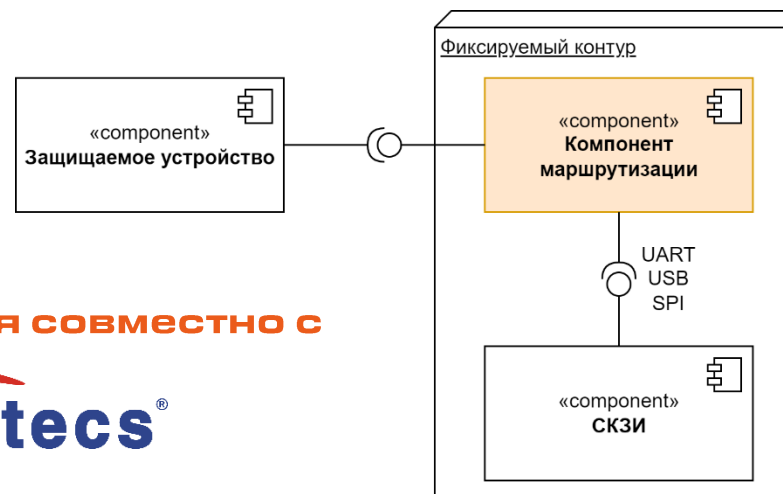 Фиксируемый контур
«component»
Защищаемое устройство
«component»
Компонент
маршрутизации
UART
USB
SPI
«component»
СКЗИ
я совместно с
tecs®